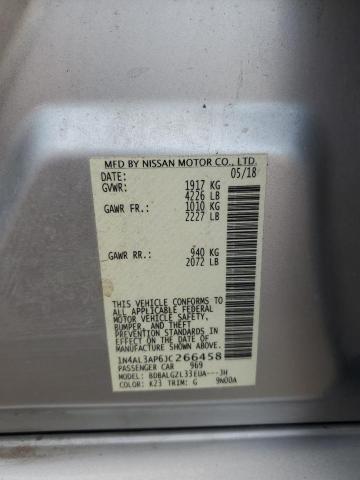 MFD BY NISSAN MOTOR CO., LTD.
DATE: 05/18
GVWR: 1917 KG
4226 LB
GAWR FR.: 1010 KG
2227 LB
GAWR RR.: 940 KG
2072 LB
THIS VEHICLE CONFORMS
TO ALL APPLICABLE FEDERAL
MOTOR VEHICLE SAFETY,
BUMPER, AND THEFT
PREVENTION STANDARDS IN
EFFECT ON THE DATE OF
MANUFACTURE SHOWN ABOVE.
1N4AL3AP6JC266458
PASSENGER CAR 969
MODEL: BDBALGZL33EUA---JH
COLOR: K23 TRIM: G 9N00A